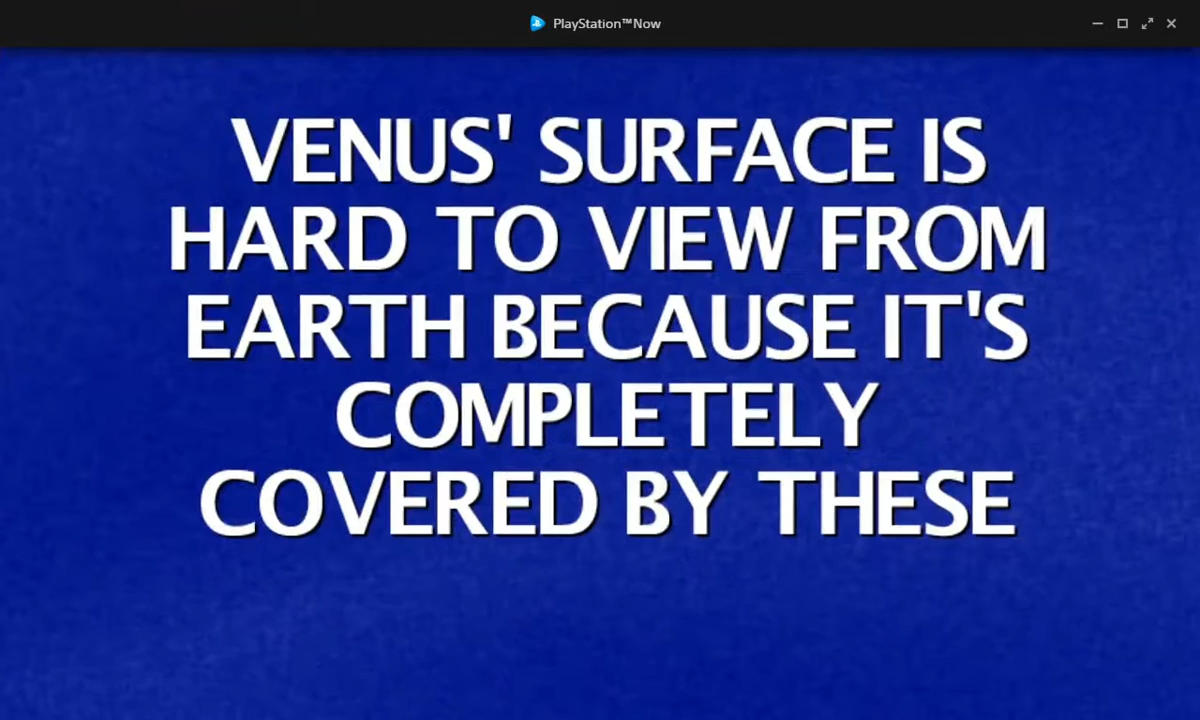 PlayStation™Now
VENUS' SURFACE IS
HARD TO VIEW FROM
EARTH BECAUSE IT'S
COMPLETELY
COVERED BY THESE